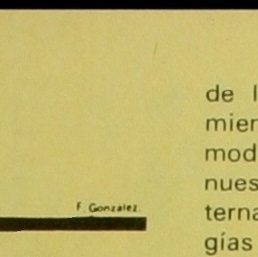 F. Gonzalez.
de l
mier
mod
nues
terna
gías